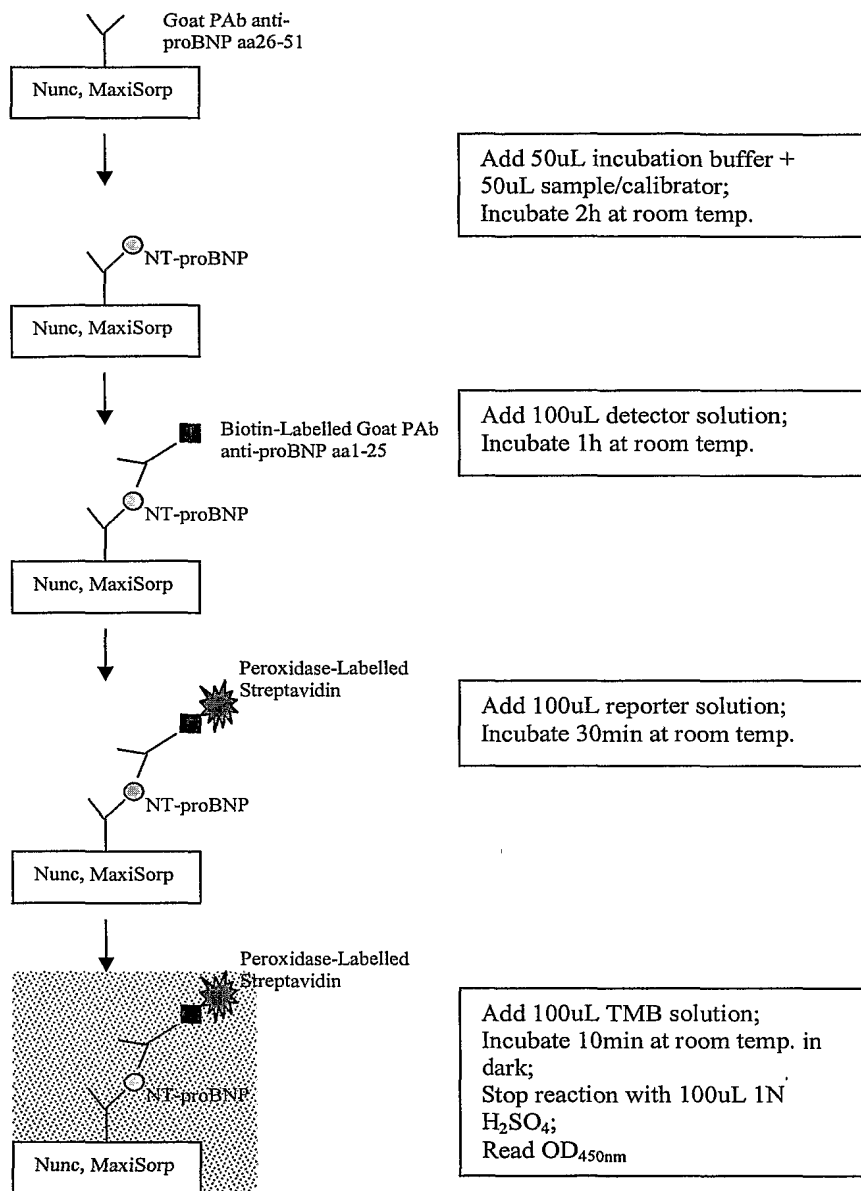 Goat PAb anti-
proBNP aa26-51
Nunc, MaxiSorp
Add 50uL incubation buffer +
50uL sample/calibrator;
Incubate 2h at room temp.
NT-proBNP
Nunc, MaxiSorp
Add 100uL detector solution;
Incubate 1h at room temp.
Biotin-Labelled Goat PAb
anti-proBNP aa1-25
NT-proBNP
Nunc, MaxiSorp
Peroxidase-Labelled
Streptavidin
Add 100uL reporter solution;
Incubate 30min at room temp.
NT-proBNP
Nunc, MaxiSorp
Peroxidase-Labelled
Streptavidin
Add 100uL TMB solution;
Incubate 10min at room temp. in
dark;
Stop reaction with 100uL 1N
H₂SO₄;
Read OD₄₅₀ₙₘ
NT-proBNP
Nunc, MaxiSorp